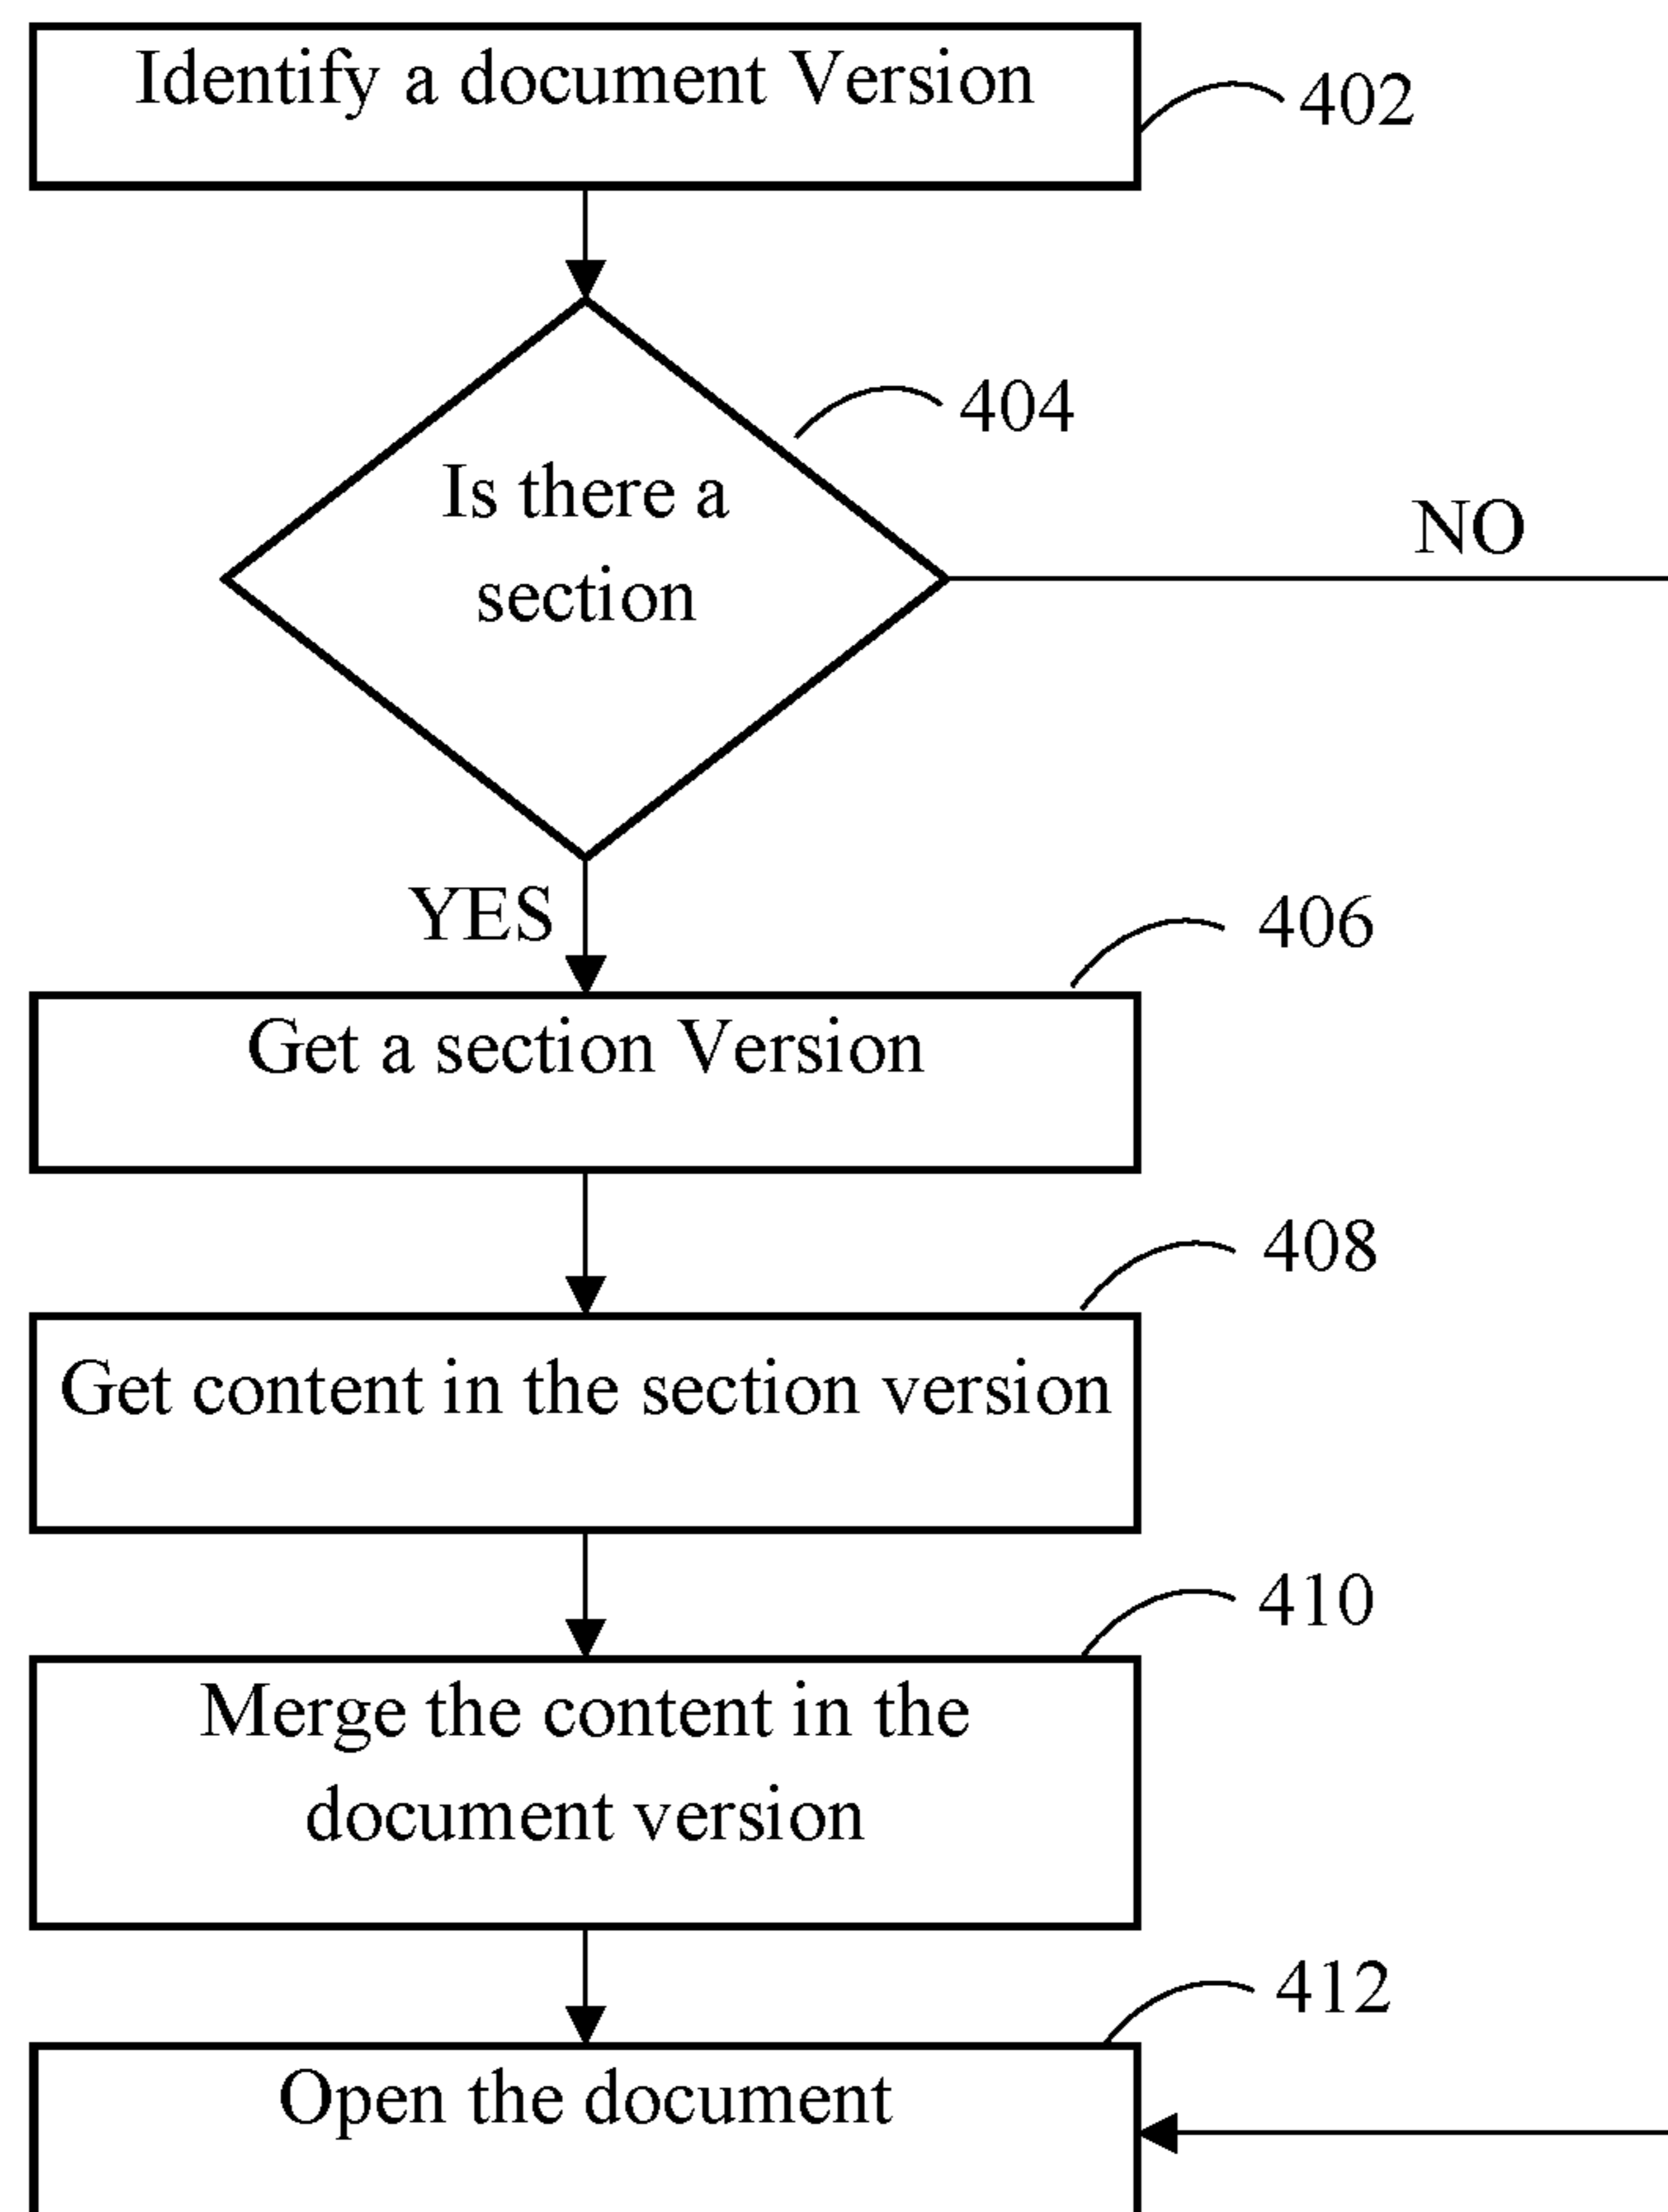 Identify a document Version
402
404
Is there a
section
NO
YES
406
Get a section Version
408
Get content in the section version
410
Merge the content in the
document version
412
Open the document